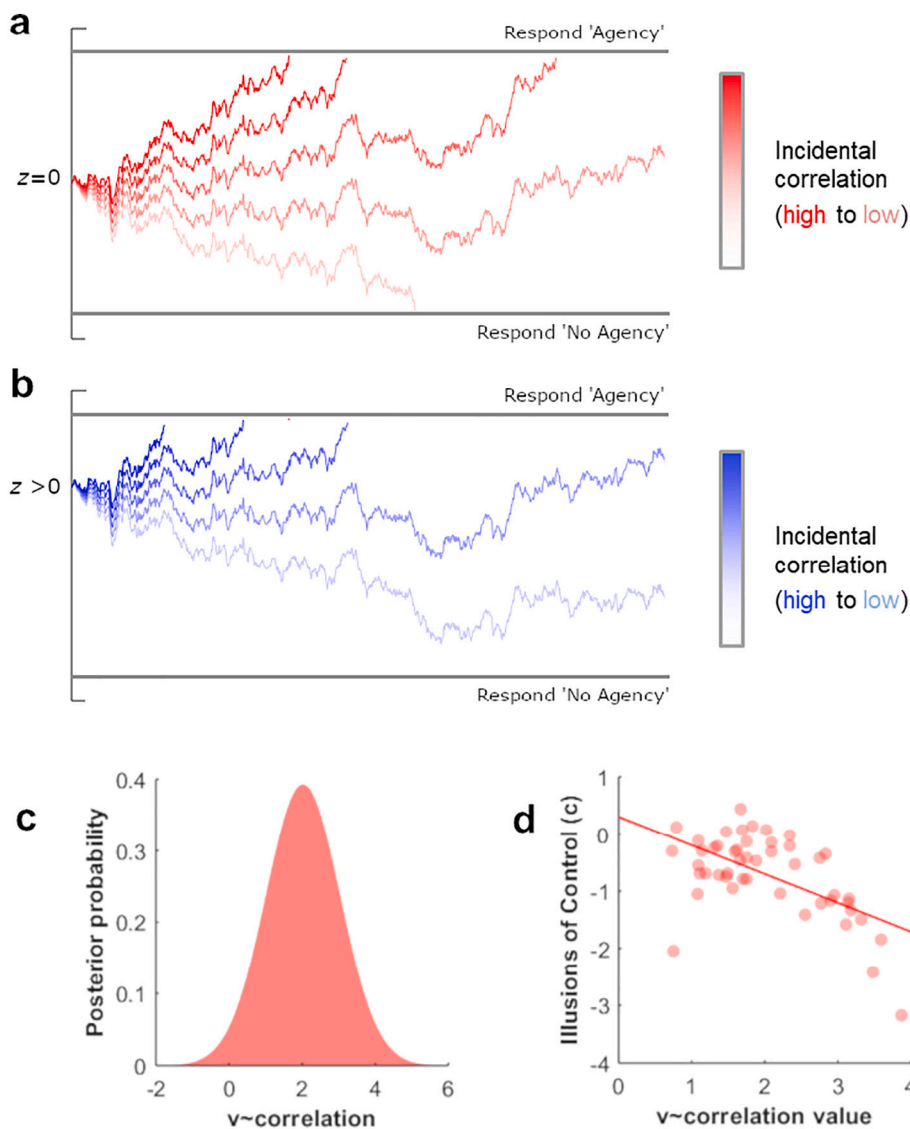 a
Respond 'Agency'
z=0
Incidental
correlation
(high to low)
Respond 'No Agency'
b
Respond 'Agency'
z >0
Incidental
correlation
(high to low)
Respond 'No Agency'
c
Posterior probability
0.4
0.3
0.2
0.1
0
-2
0
2
4
6
v~correlation
d
Illusions of Control (c)
1
0
-1
-2
-3
-4
0
1
2
3
4
v~correlation value